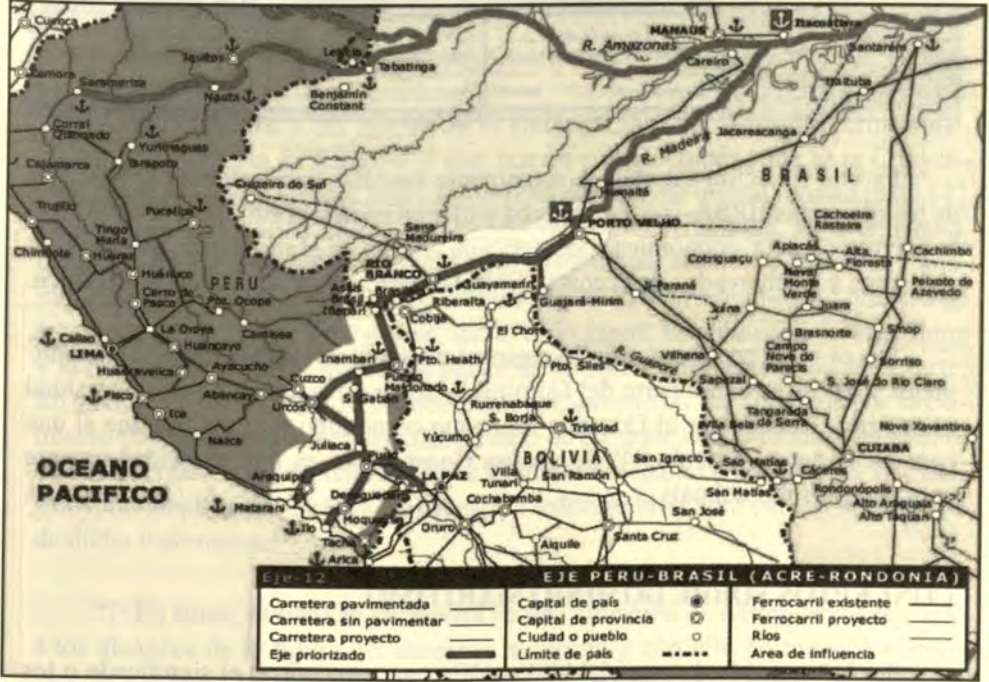 Cuenca
Zamora
Sarameriza
Iquitos
Leticia
Tabatinga
Nauta
Benjamin
Constant
R. Amazonas
MANAUS
Itacoatiara
Careiro
Santarém
Itaituba
Jacareacanga
R. Madeira
Humaitá
BRASIL
Corral
Quemado
Yurimaguas
Tarapoto
Cajamarca
Trujillo
Pucallpa
Cruzeiro do Sul
Chimbote
Tingo
María
Huaraz
Huánuco
PERU
Cerro de
Pasco
Pto. Ocopa
Sena
Madureira
RIO
BRANCO
PORTO VELHO
Cachoeira
Rasteira
Cotriguaçu
Apiacás
Alta
Floresta
Cachimbo
Nova
Monte
Verde
Peixoto de
Azevedo
Assis
Brasil
Iñapari
Brasiléia
Cobija
Riberalta
Guayamerín
Guajará-Mirim
Ji-Paraná
Juína
Juara
Callao
LIMA
La Oroya
Huancayo
Camisea
El Choro
Brasnorte
Sinop
Huancavelica
Ayacucho
Cuzco
Inambari
Pto. Heath
Maldonado
Pto. Siles
R. Guaporé
Vilhena
Campo
Novo do
Parecis
Sorriso
Pisco
Ica
Abancay
Urcos
S. Gabán
Sapezal
S. José do Rio Claro
Nazca
Rurrenabaque
S. Borja
Trinidad
Tangará
da Serra
Vila Bela
Nova Xavantina
Juliaca
Puno
Yúcumo
BOLIVIA
CUIABA
OCEANO
PACIFICO
Arequipa
Desaguadero
LA PAZ
Villa
Tunari
San Ramón
San Ignacio
Sao Matías
Cáceres
Matarani
Cochabamba
San Matías
Rondonópolis
Moquegua
Alto Araguaia
Alto Taquari
Ilo
Oruro
San José
Tacna
Aiquile
Santa Cruz
Arica
Eje-12
EJE PERU-BRASIL (ACRE-RONDONIA)
Carretera pavimentada
Capital de país
Ferrocarril existente
Carretera sin pavimentar
Capital de provincia
Ferrocarril proyecto
Carretera proyecto
Ciudad o pueblo
Ríos
Eje priorizado
Límite de país
Area de influencia